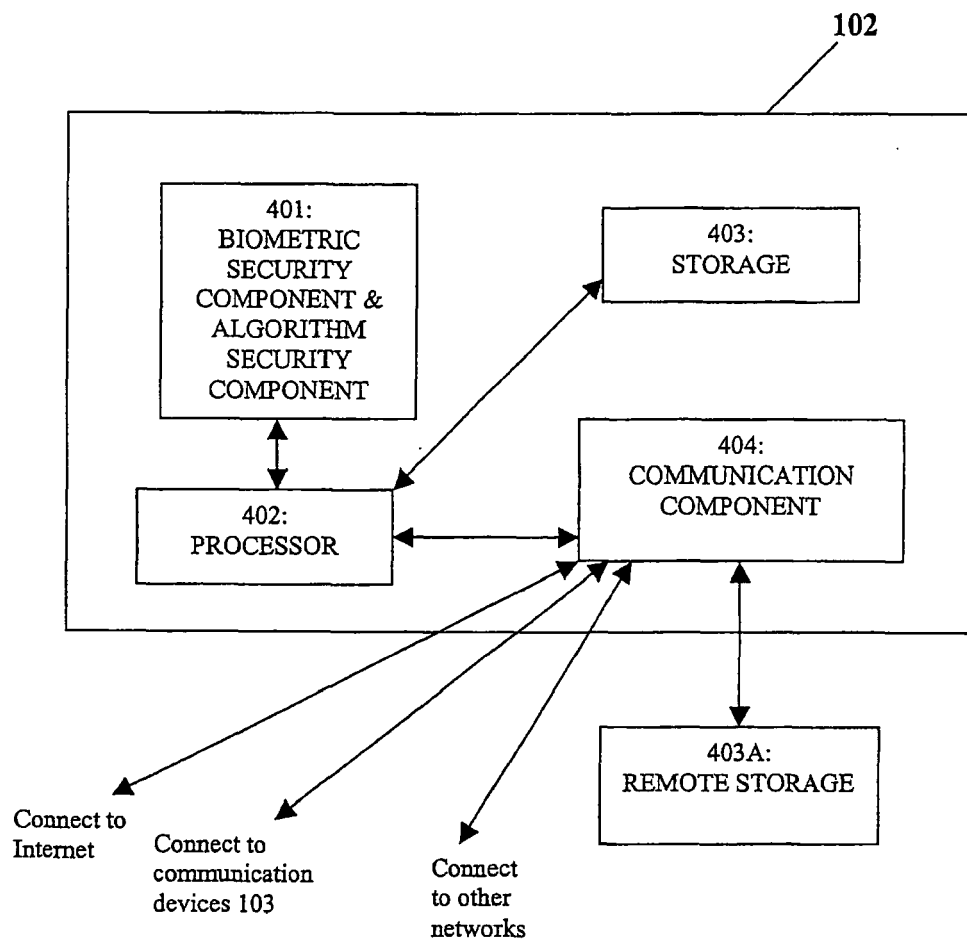 102
401:
BIOMETRIC
SECURITY
COMPONENT &
ALGORITHM
SECURITY
COMPONENT
403:
STORAGE
404:
COMMUNICATION
COMPONENT
402:
PROCESSOR
403A:
REMOTE STORAGE
Connect to
Internet
Connect to
communication
devices 103
Connect
to other
networks